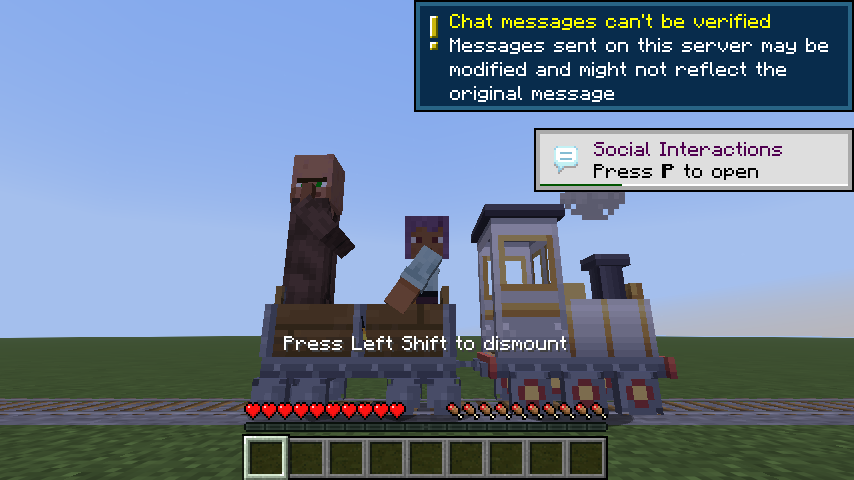 Chat messages can't be verified
Messages sent on this server may be
modified and might not reflect the
original message
Social Interactions
Press P to open
Press Left Shift to dismount